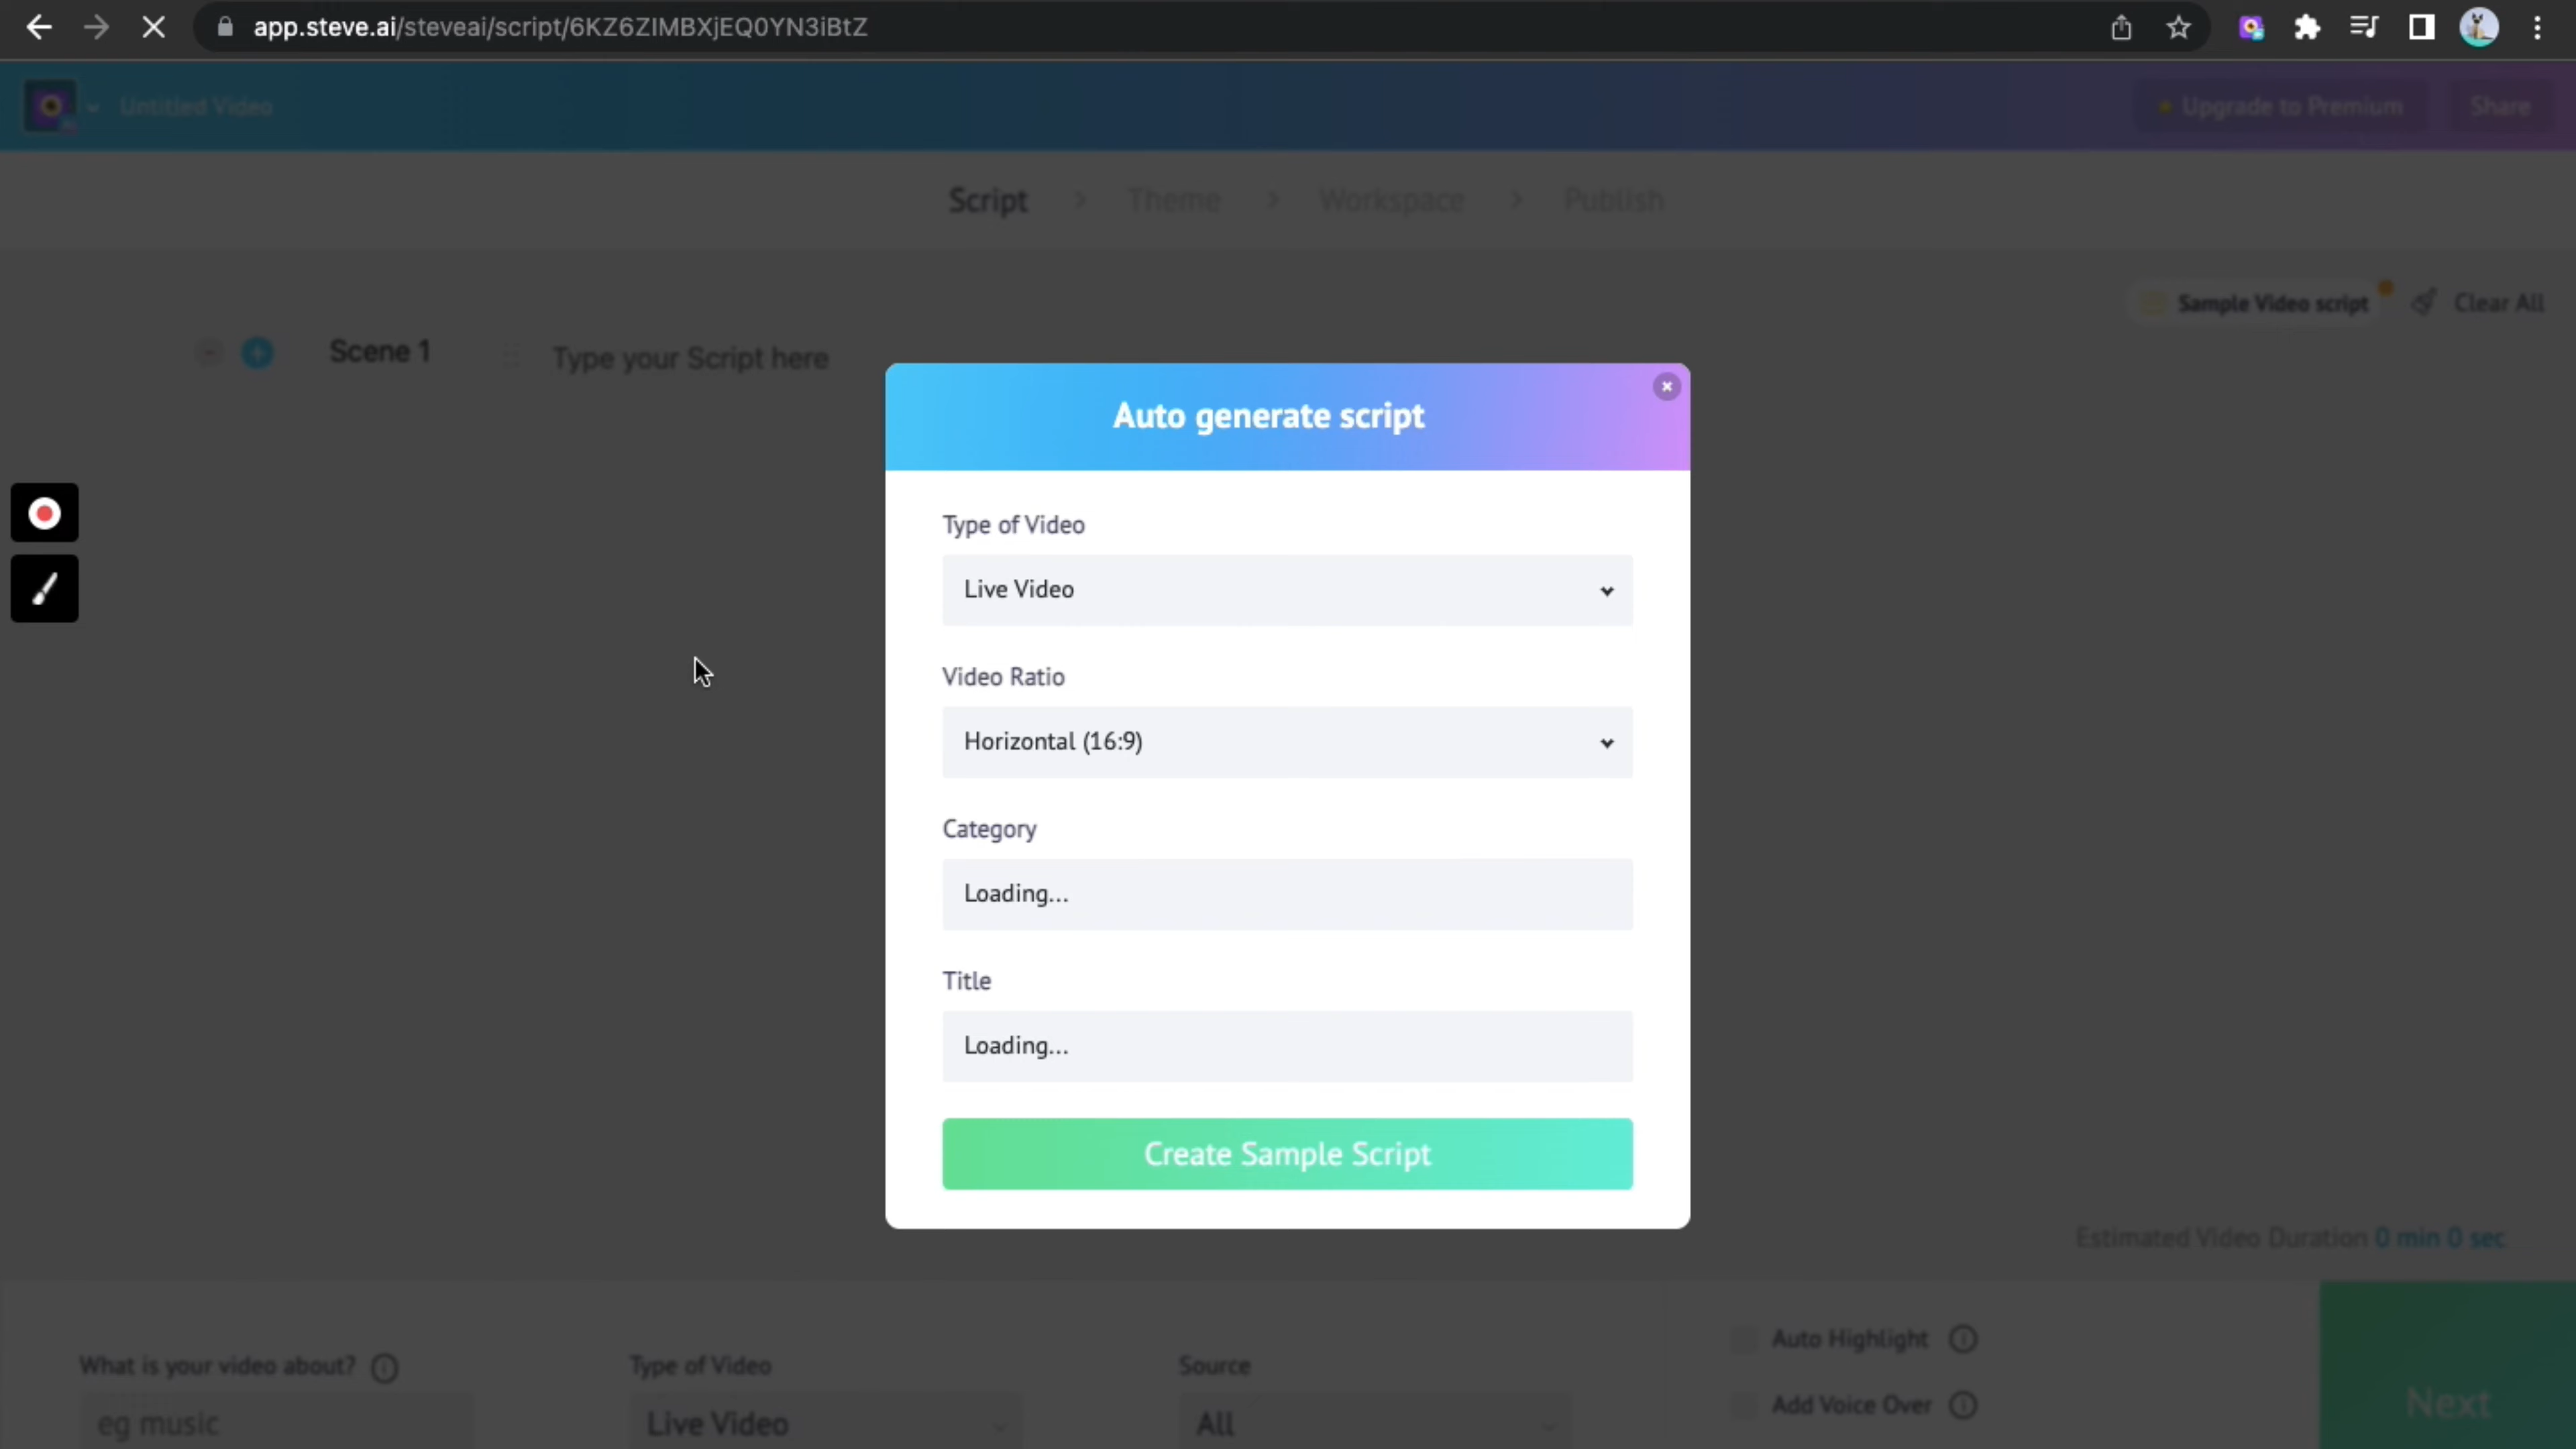 app.steve.ai/steveai/script/6KZ6ZIMBXjEQ0YN3iBtZ
Untitled Video
Upgrade to Premium
Share
Script > Theme > Workspace > Publish
Sample Video script
Clear All
Scene 1
Type your Script here
Auto generate script
Type of Video
Live Video
Video Ratio
Horizontal (16:9)
Category
Loading...
Title
Loading...
Create Sample Script
Estimated Video Duration 0 min 0 sec
What is your video about?
eg music
Type of Video
Live Video
Source
All
Auto Highlight
Add Voice Over
Next